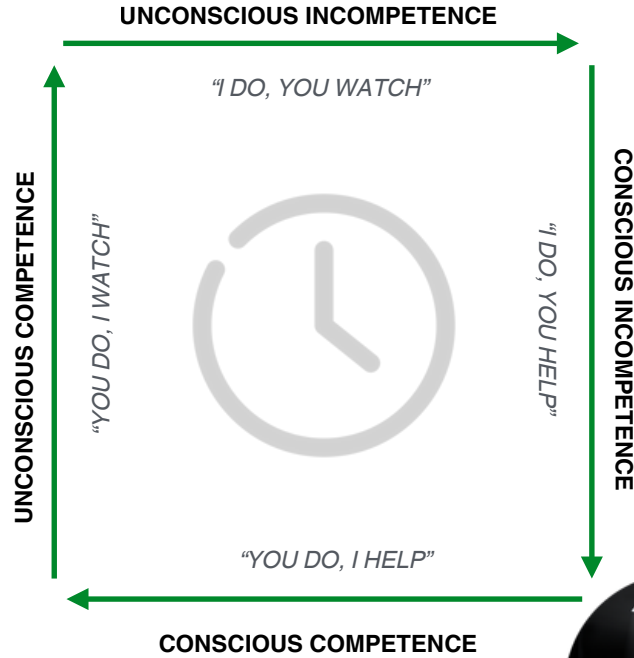 UNCONSCIOUS INCOMPETENCE
“I DO, YOU WATCH”
CONSCIOUS INCOMPETENCE
“I DO, YOU HELP”
“YOU DO, I HELP”
CONSCIOUS COMPETENCE
UNCONSCIOUS COMPETENCE
“YOU DO, I WATCH”